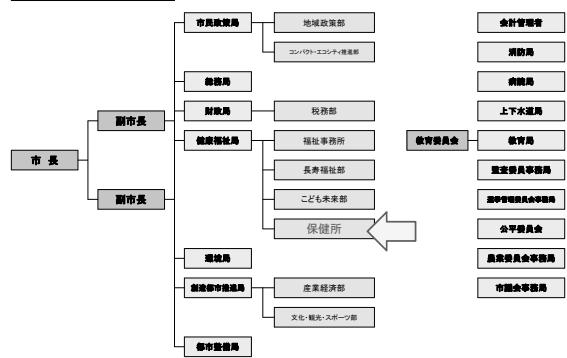 市民政策局
地域政策部
会計管理者
コンパクト・エコシティ推進部
消防局
総務局
病院局
副市長
財政局
税務部
上下水道局
健康福祉局
福祉事務所
教育委員会
教育局
市 長
長寿福祉部
監査委員事務局
副市長
こども未来部
選挙管理委員会事務局
保健所
公平委員会
環境局
農業委員会事務局
創造都市推進局
産業経済部
市議会事務局
文化・観光・スポーツ部
都市整備局